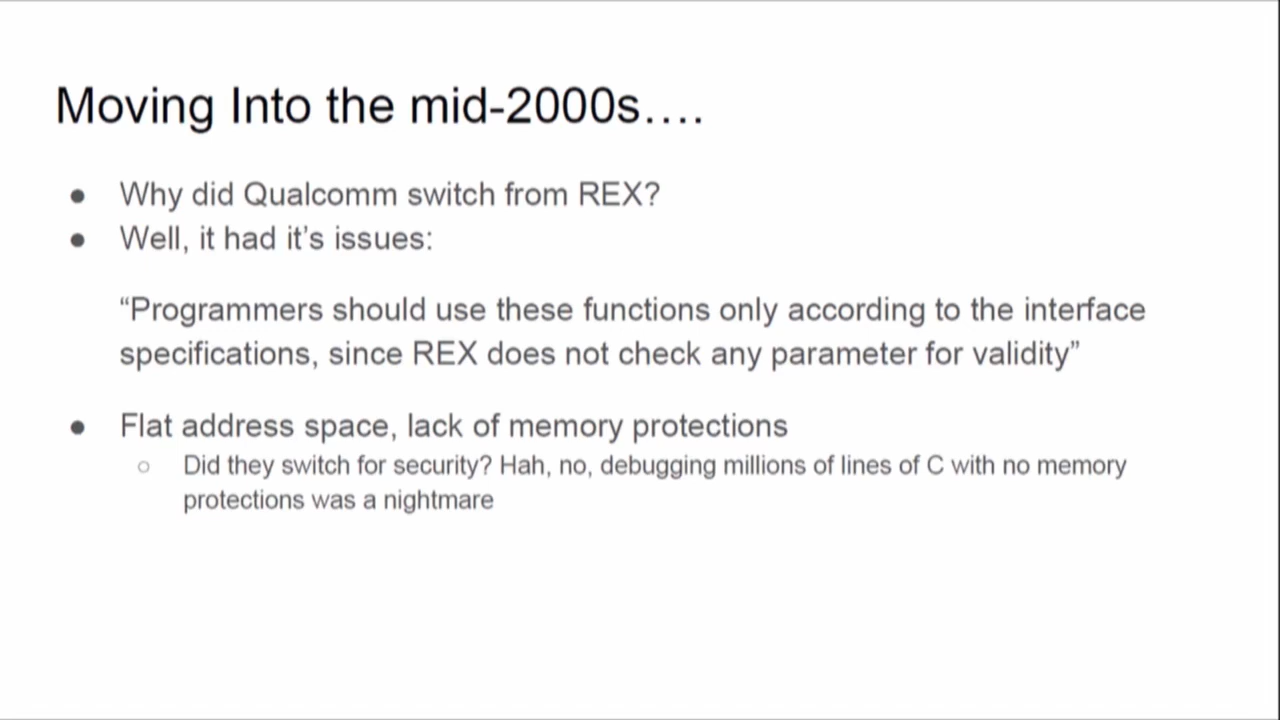 Moving Into the mid-2000s….
● Why did Qualcomm switch from REX?
● Well, it had it’s issues:
“Programmers should use these functions only according to the interface
specifications, since REX does not check any parameter for validity”
● Flat address space, lack of memory protections
○ Did they switch for security? Hah, no, debugging millions of lines of C with no memory
protections was a nightmare